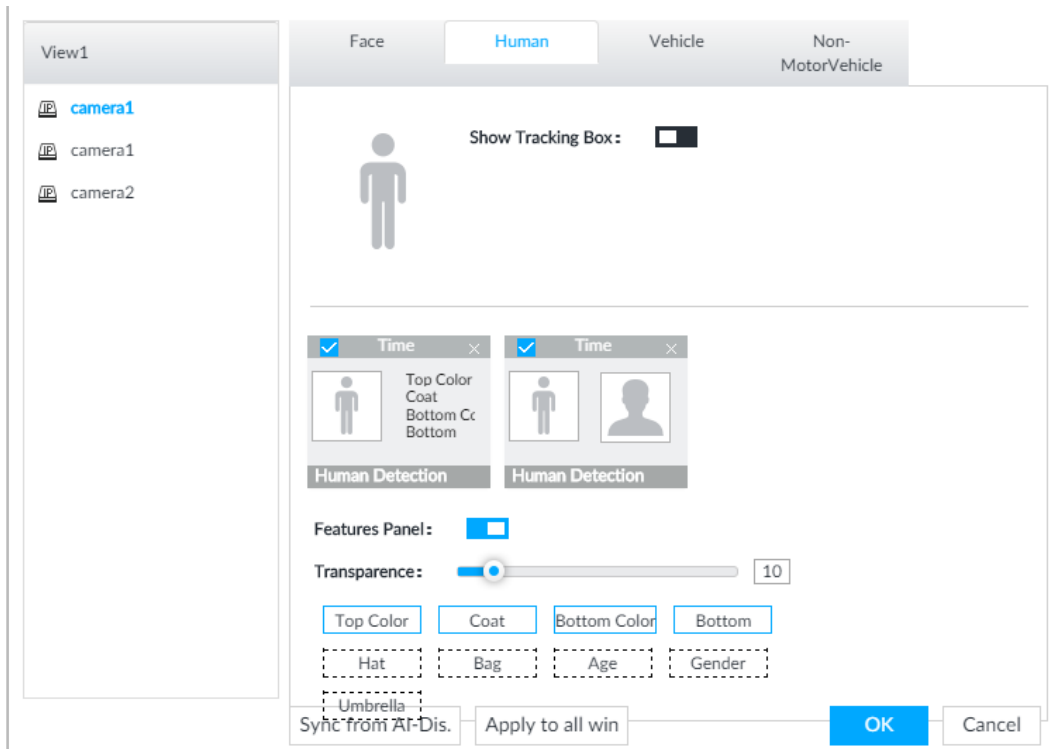 View1
camera1
camera1
camera2
Face
Human
Vehicle
Non-
MotorVehicle
Show Tracking Box:
Time
Top Color
Coat
Bottom Co
Bottom
Human Detection
Time
Human Detection
Features Panel:
Transparence:
10
Top Color
Coat
Bottom Color
Bottom
Hat
Bag
Age
Gender
Umbrella
Sync from AI-Dis.
Apply to all win
OK
Cancel